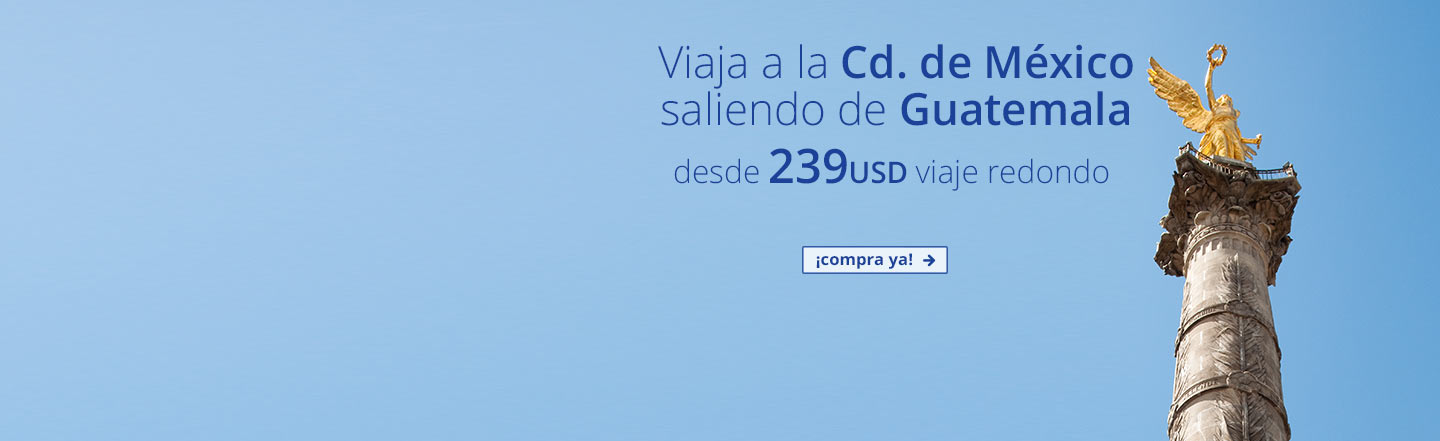 Viaja a la Cd. de México
saliendo de Guatemala
desde 239USD viaje redondo
¡compra ya! →